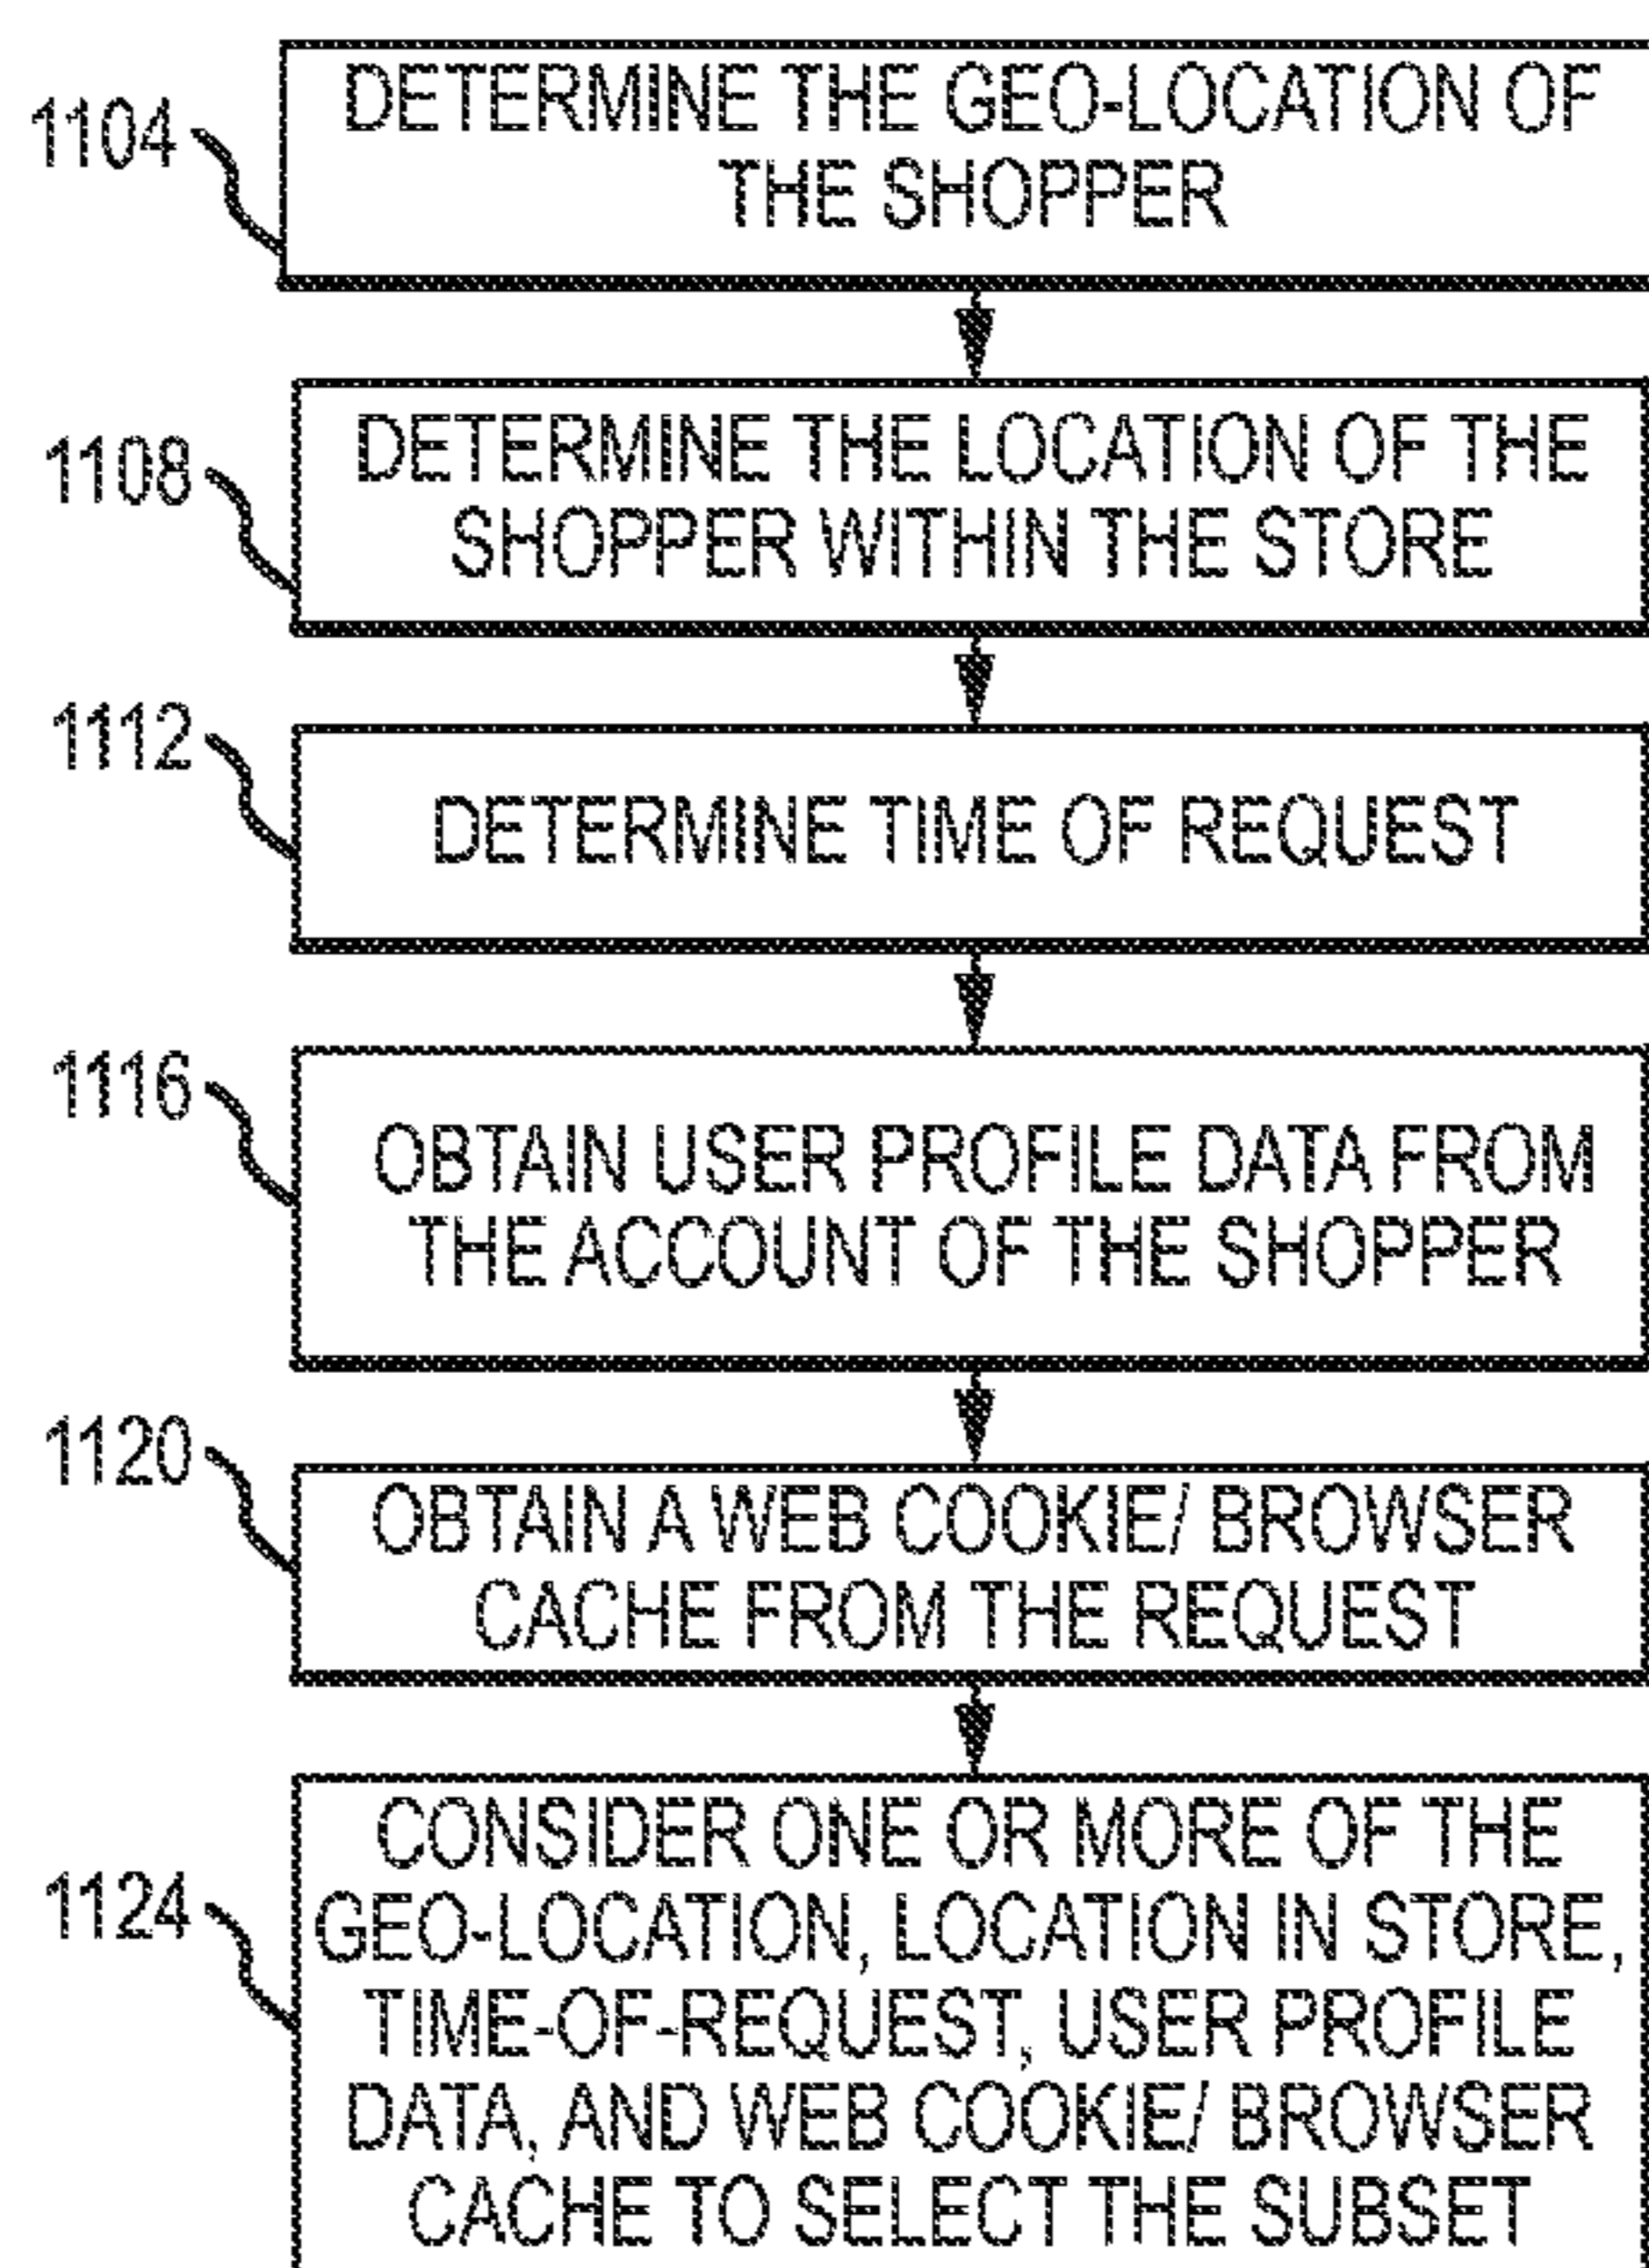 1104
DETERMINE THE GEO-LOCATION OF
THE SHOPPER
1108
DETERMINE THE LOCATION OF THE
SHOPPER WITHIN THE STORE
1112
DETERMINE TIME OF REQUEST
1116
OBTAIN USER PROFILE DATA FROM
THE ACCOUNT OF THE SHOPPER
1120
OBTAIN A WEB COOKIE/ BROWSER
CACHE FROM THE REQUEST
1124
CONSIDER ONE OR MORE OF THE
GEO-LOCATION, LOCATION IN STORE,
TIME-OF-REQUEST, USER PROFILE
DATA, AND WEB COOKIE/ BROWSER
CACHE TO SELECT THE SUBSET